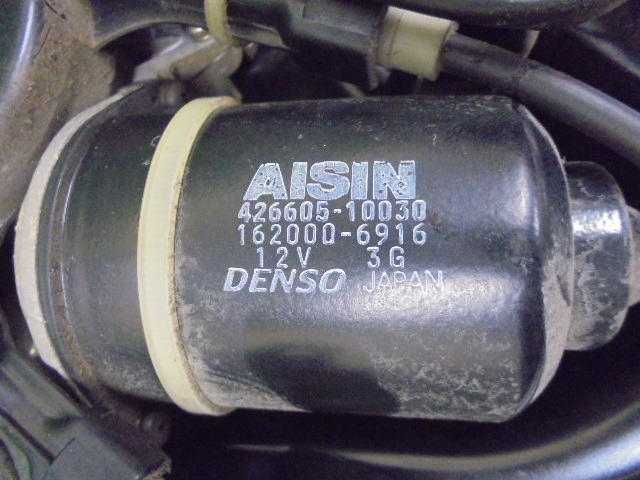 AISIN
426605-10030
162000-6916
12V 3G
DENSO JAPAN